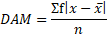 DAM = Σf|x − x̄| / n